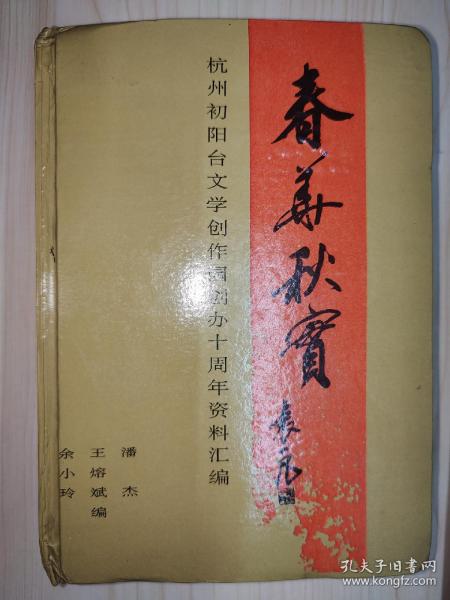 春華秋實
杭州初阳台文学创作园创办十周年资料汇编
潘杰
王熔斌编
余小玲
孔夫子旧书网
www.kongfz.com